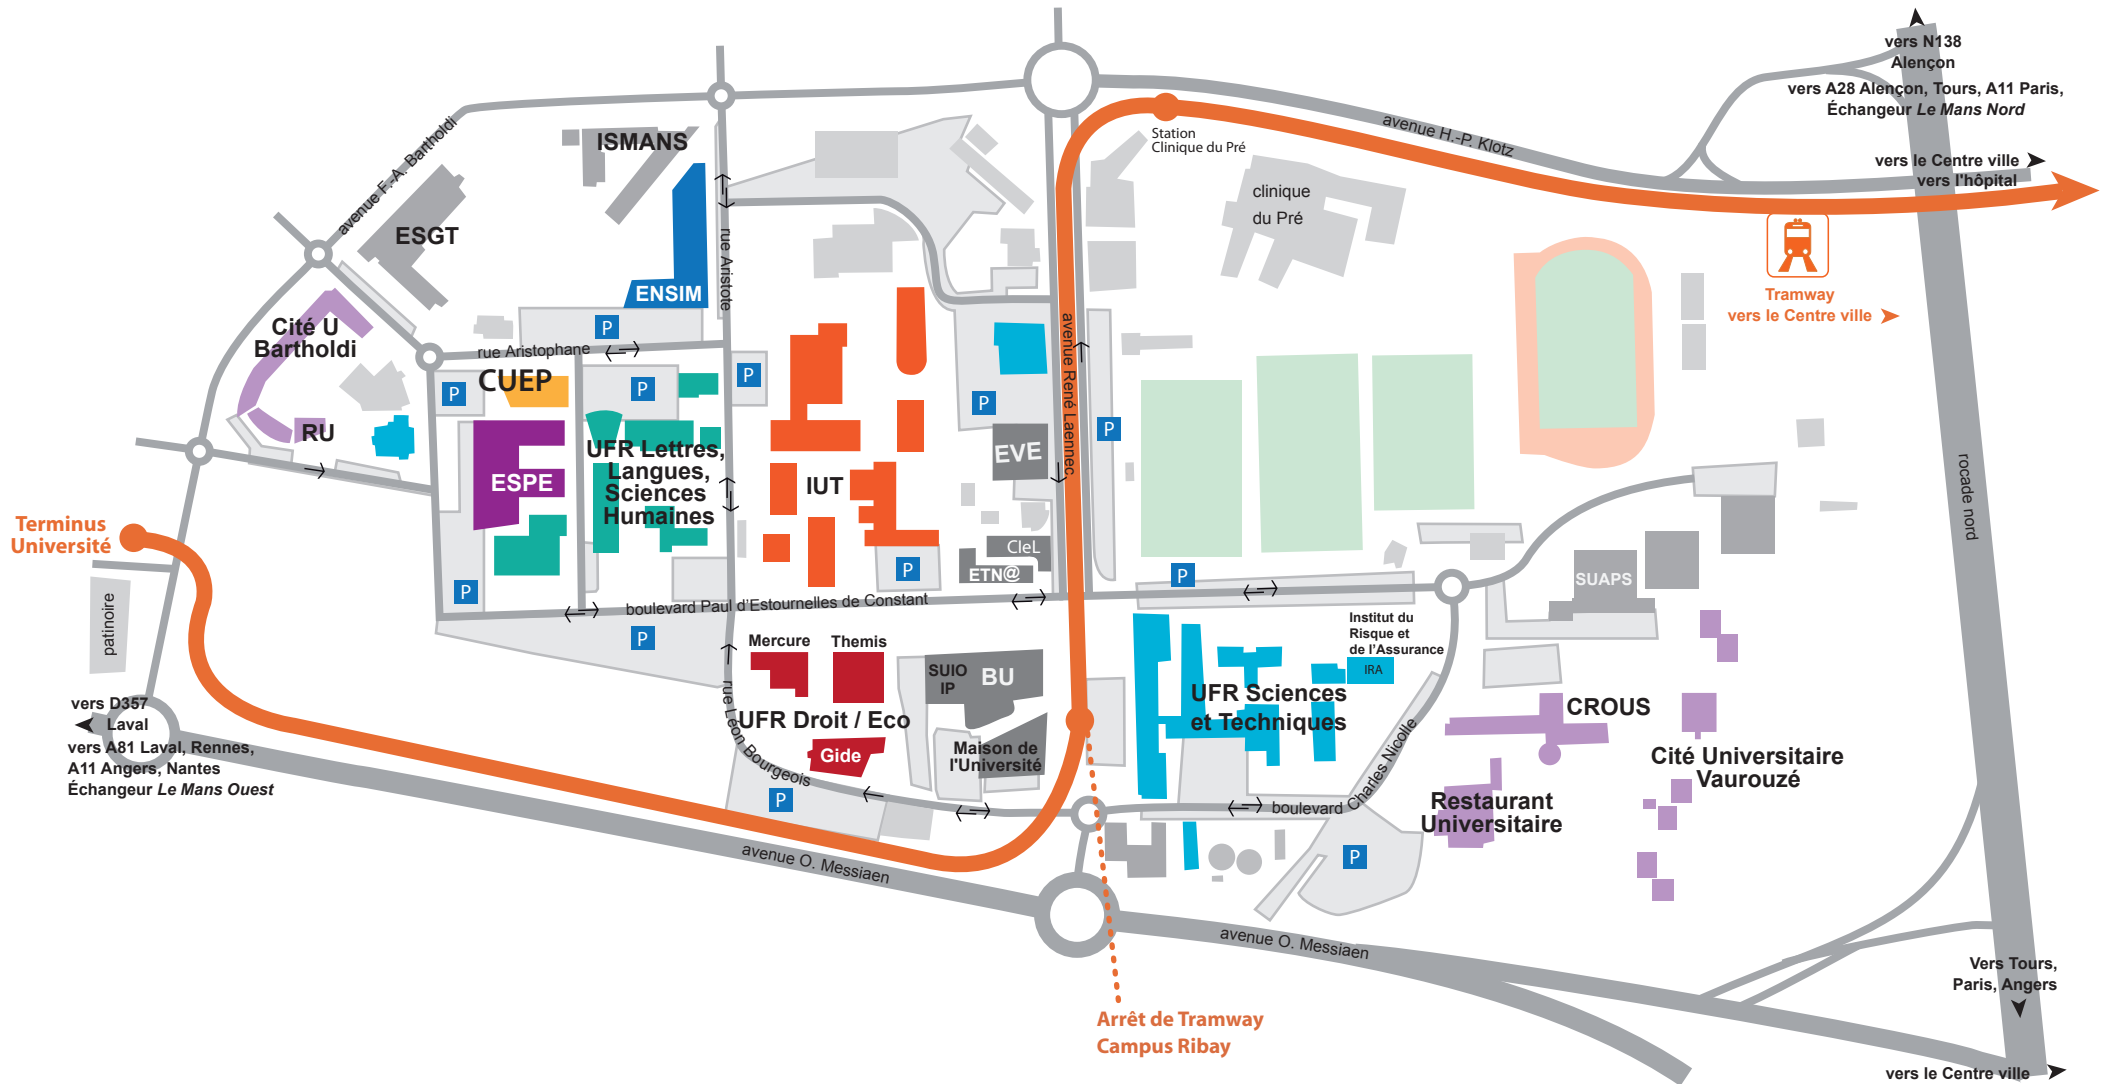 vers N138
Alençon
vers A28 Alençon, Tours, A11 Paris,
Échangeur Le Mans Nord
avenue H.-P. Klotz
Station
Clinique du Pré
vers le Centre ville
vers l'hôpital
avenue F.-A. Bartholdi
ISMANS
ESGT
clinique
du Pré
rue Aristote
ENSIM
Tramway
vers le Centre ville
Cité U
Bartholdi
P
rue Aristophane
avenue René Laennec
CUEP
P
P
P
P
P
RU
UFR Lettres,
Langues,
Sciences
Humaines
EVE
ESPE
IUT
rocade nord
Terminus
Université
CleL
ETN@
P
P
P
SUAPS
patinoire
boulevard Paul d'Estournelles de Constant
P
Mercure
Themis
Institut du
Risque et
de l'Assurance
IRA
SUIO
IP
BU
rue Léon Bourgeois
UFR Droit / Eco
UFR Sciences
et Techniques
CROUS
vers D357
Laval
vers A81 Laval, Rennes,
A11 Angers, Nantes
Échangeur Le Mans Ouest
Gide
Maison de
l'Université
Cité Universitaire
Vaurouzé
P
boulevard Charles Nicolle
Restaurant
Universitaire
P
avenue O. Messiaen
avenue O. Messiaen
Vers Tours,
Paris, Angers
Arrêt de Tramway
Campus Ribay
vers le Centre ville